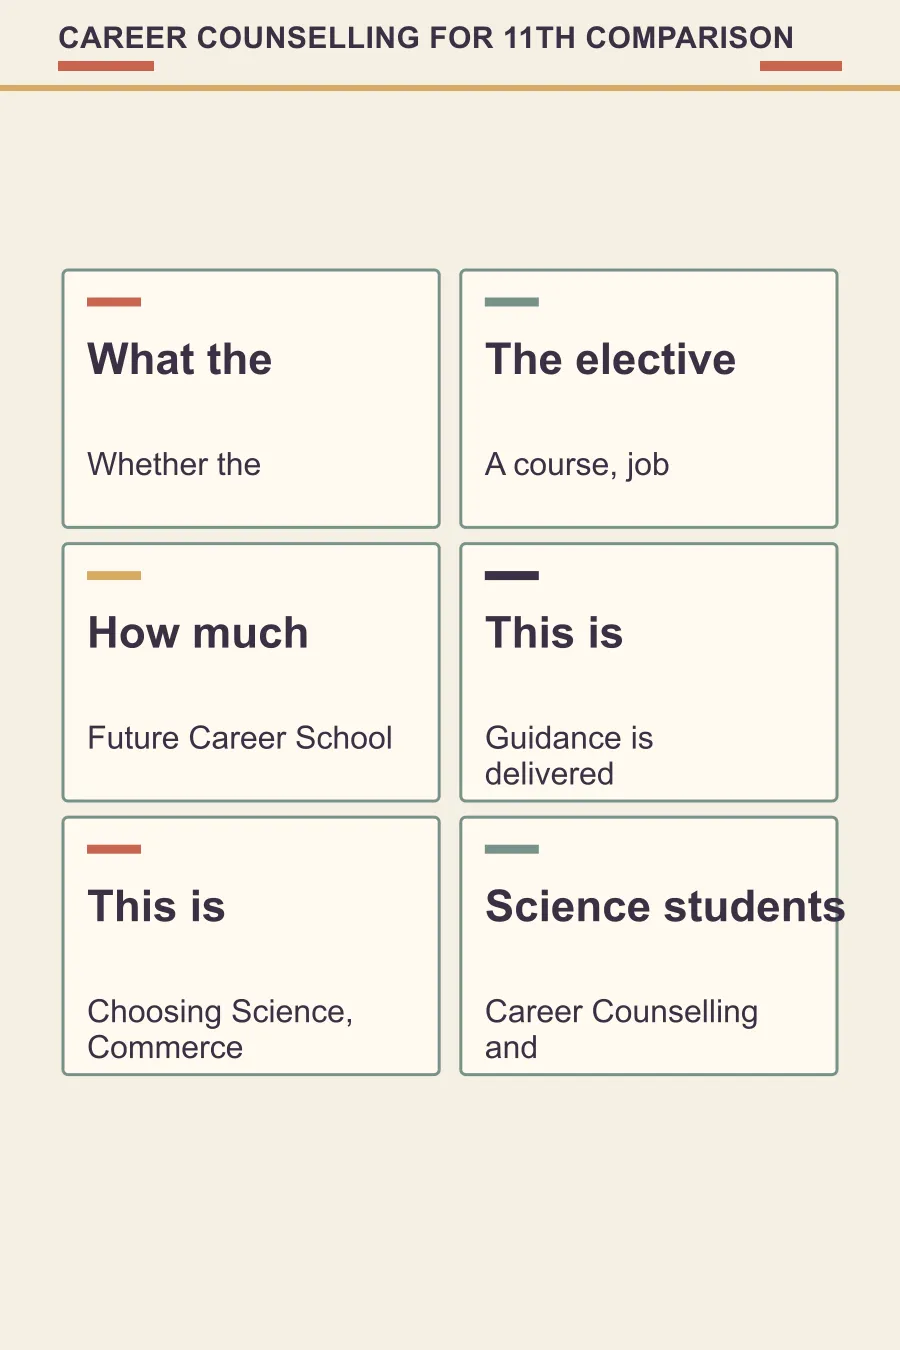 CAREER COUNSELLING FOR 11TH COMPARISON
What the
Whether the
The elective
A course, job
How much
Future Career School
This is
Guidance is
delivered
This is
Choosing Science,
Commerce
Science students
Career Counselling
and